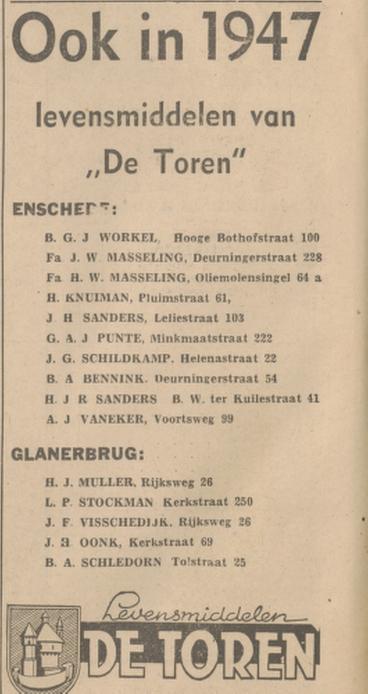 Ook in 1947
levensmiddelen van
„De Toren”
ENSCHEDE:
B. G. J WORKEL, Hooge Bothofstraat 100
Fa J. W. MASSELING, Deurningerstraat 228
Fa H. W. MASSELING, Oliemolensingel 64 a
H. KNUIMAN, Pluimstraat 61,
J H SANDERS, Leliestraat 103
G. A. J PUNTE, Minkmaatstraat 222
J. G. SCHILDKAMP. Helenastraat 22
B. A BENNINK. Deurningerstraat 54
H. J R SANDERS B. W. ter Kuilestraat 41
A. J VANEKER, Voortsweg 99
GLANERBRUG:
H. J. MULLER, Rijksweg 26
L. P. STOCKMAN Kerkstraat 250
J. F. VISSCHEDIJK, Rijksweg 26
J. H OONK, Kerkstraat 69
B. A. SCHLEDORN Tolstraat 25
Levensmiddelen
DE TOREN